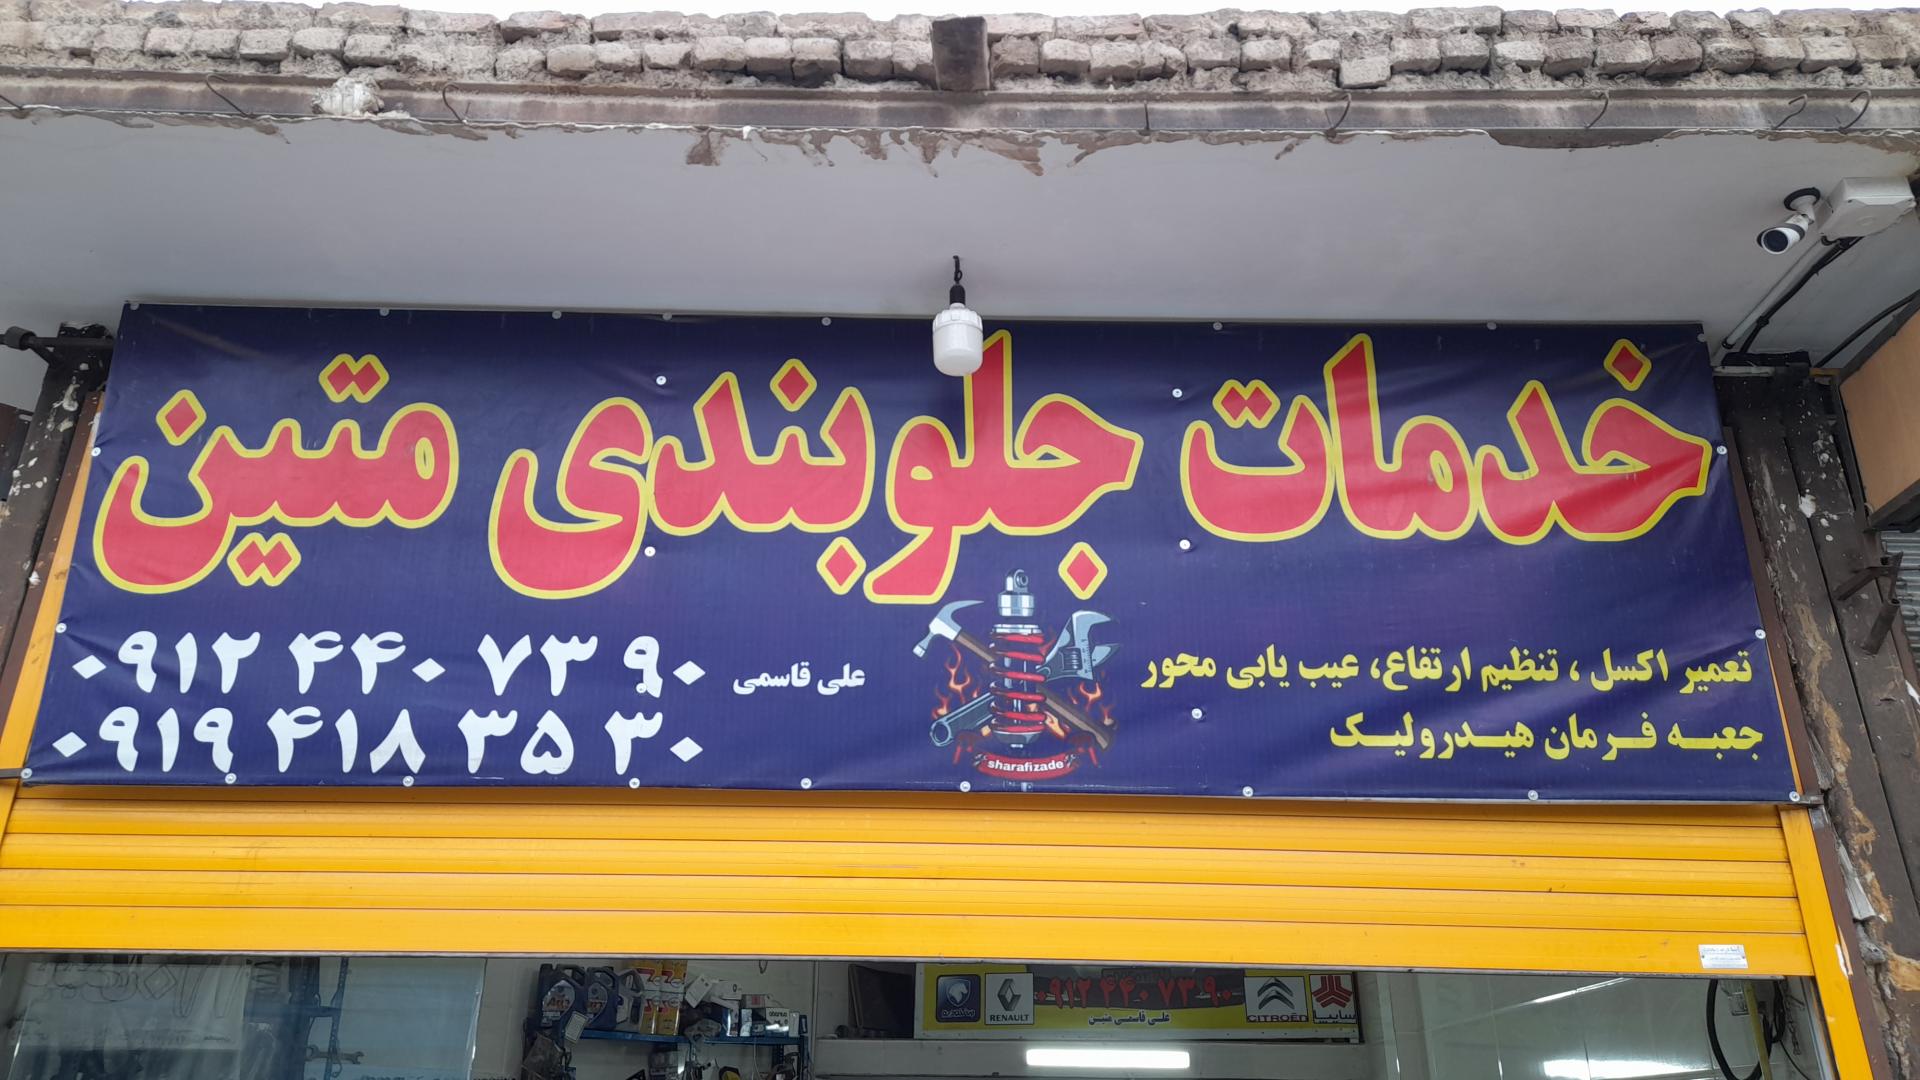 خدمات جلوبندی متین
تعمیر اکسل ، تنظیم ارتفاع، عیب یابی محور
جعبه فرمان هیدرولیک
علی قاسمی
۰۹۱۲ ۴۴۰ ۷۳ ۹۰
۰۹۱۹ ۴۱۸ ۳۵ ۳۰
sharafizade
RENAULT
۰۹۱۲ ۴۴۰ ۷۳ ۹۰
علی قاسمی متین
CITROËN
سایپا